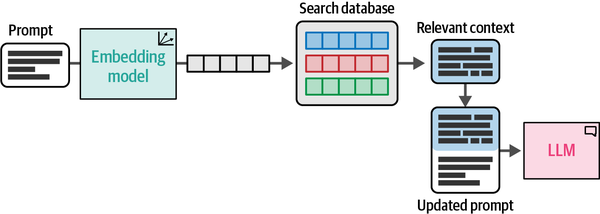 Prompt
Embedding
model
Search database
Relevant context
Updated prompt
LLM